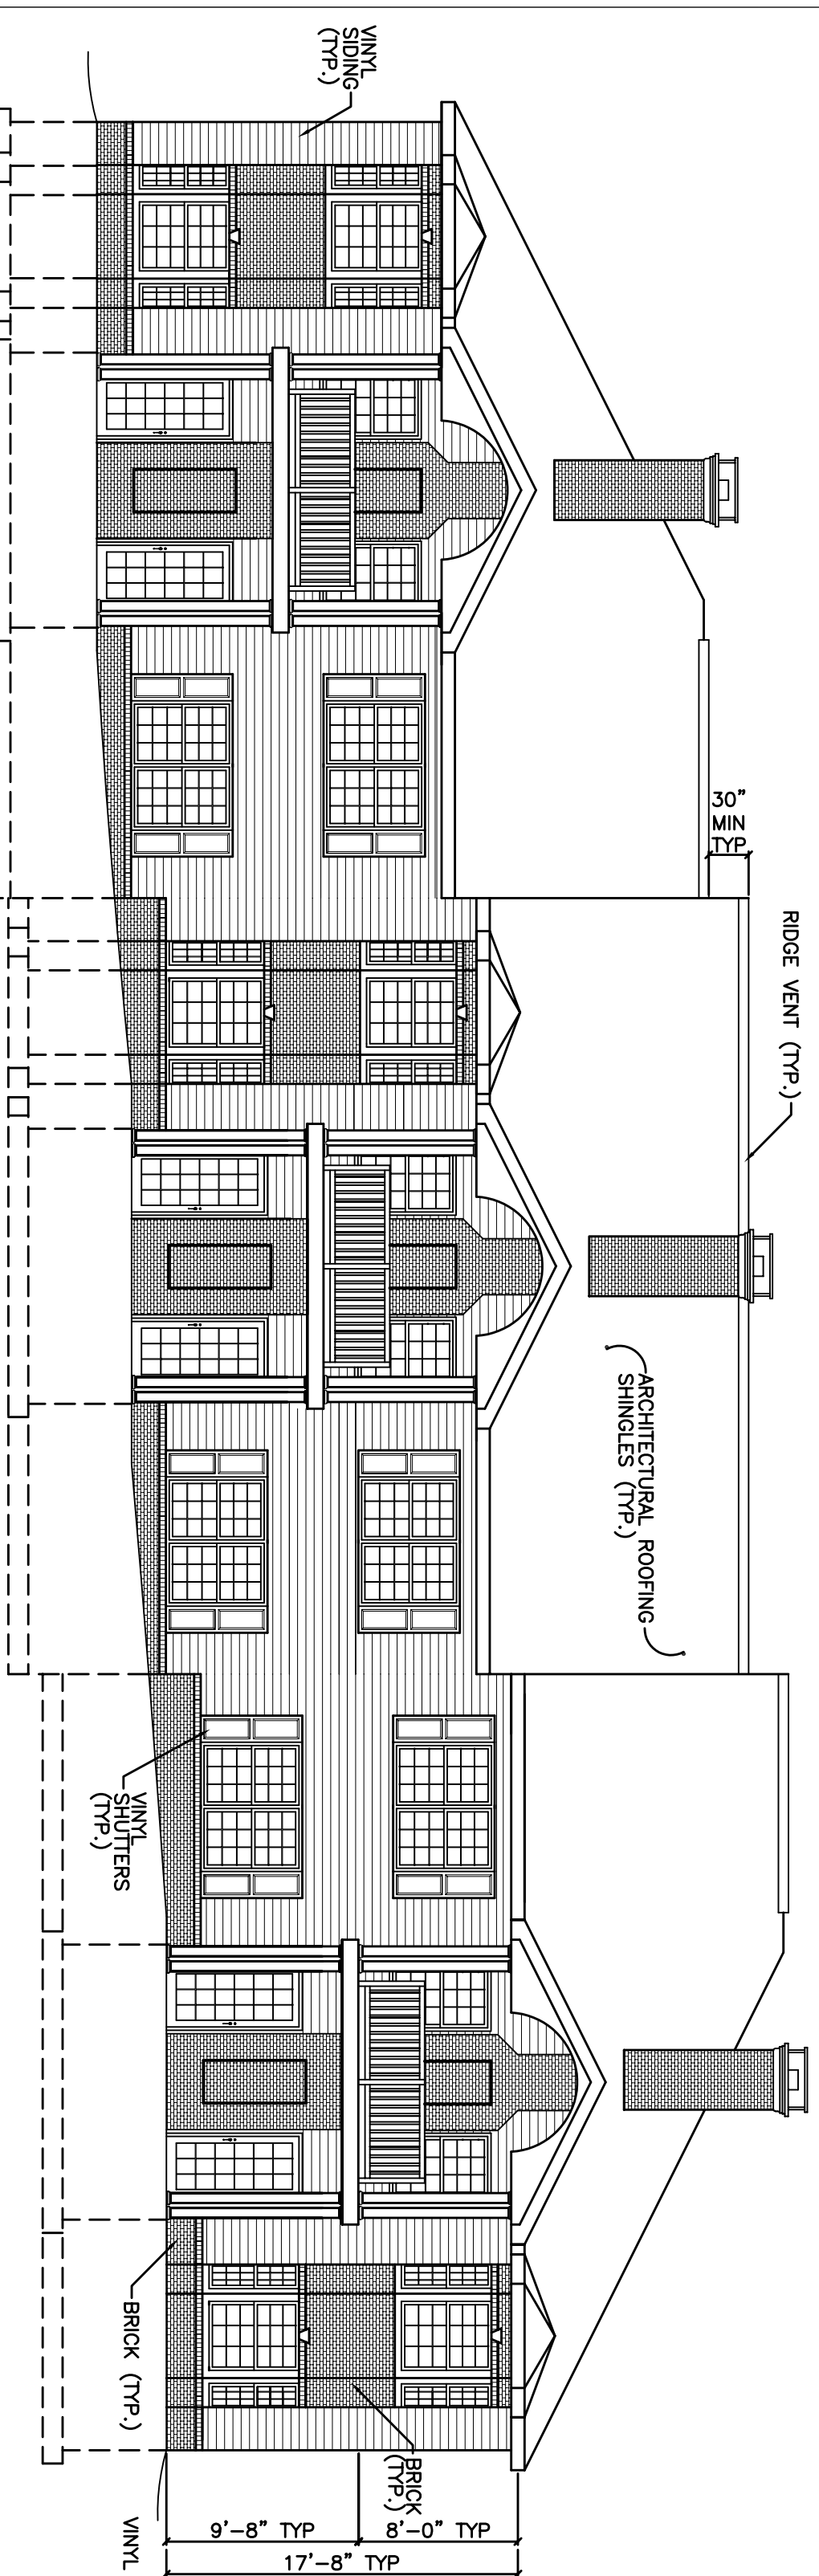 VINYL
SIDING
(TYP.)
30"
MIN
TYP
RIDGE VENT (TYP.)
ARCHITECTURAL ROOFING
SHINGLES (TYP.)
VINYL
SHUTTERS
(TYP.)
BRICK (TYP.)
BRICK
(TYP.)
VINYL
9'-8" TYP
8'-0" TYP
17'-8" TYP